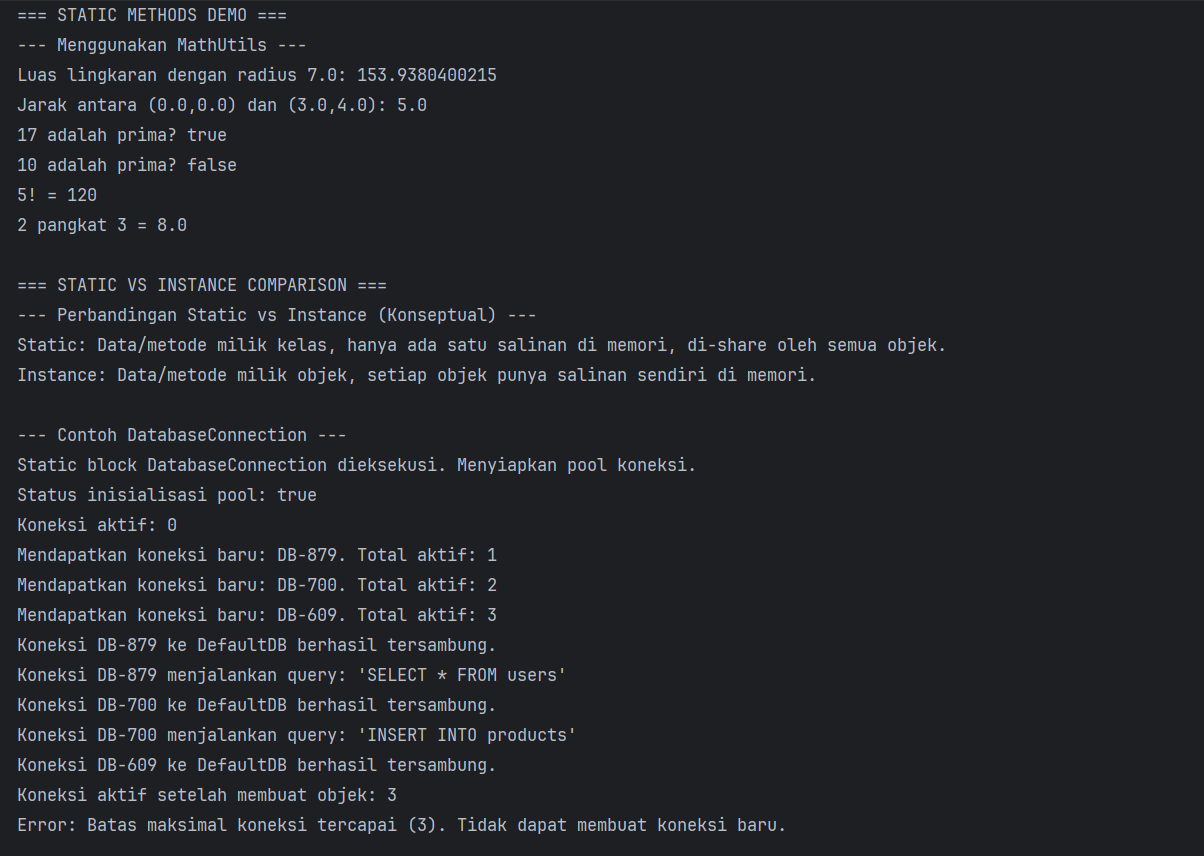 === STATIC METHODS DEMO ===
--- Menggunakan MathUtils ---
Luas lingkaran dengan radius 7.0: 153.9380400215
Jarak antara (0.0,0.0) dan (3.0,4.0): 5.0
17 adalah prima? true
10 adalah prima? false
5! = 120
2 pangkat 3 = 8.0
=== STATIC VS INSTANCE COMPARISON ===
--- Perbandingan Static vs Instance (Konseptual) ---
Static: Data/metode milik kelas, hanya ada satu salinan di memori, di-share oleh semua objek.
Instance: Data/metode milik objek, setiap objek punya salinan sendiri di memori.
--- Contoh DatabaseConnection ---
Static block DatabaseConnection dieksekusi. Menyiapkan pool koneksi.
Status inisialisasi pool: true
Koneksi aktif: 0
Mendapatkan koneksi baru: DB-879. Total aktif: 1
Mendapatkan koneksi baru: DB-700. Total aktif: 2
Mendapatkan koneksi baru: DB-609. Total aktif: 3
Koneksi DB-879 ke DefaultDB berhasil tersambung.
Koneksi DB-879 menjalankan query: 'SELECT * FROM users'
Koneksi DB-700 ke DefaultDB berhasil tersambung.
Koneksi DB-700 menjalankan query: 'INSERT INTO products'
Koneksi DB-609 ke DefaultDB berhasil tersambung.
Koneksi aktif setelah membuat objek: 3
Error: Batas maksimal koneksi tercapai (3). Tidak dapat membuat koneksi baru.